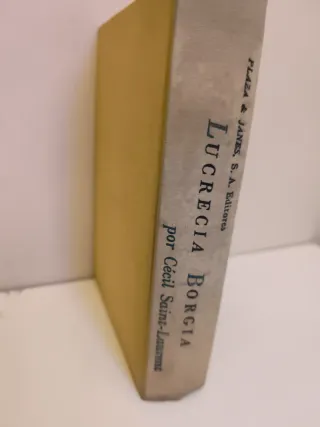 PLAZA & JANES, S. A. Editores
LUCRECIA BORGIA
por Cécil Saint-Laurent